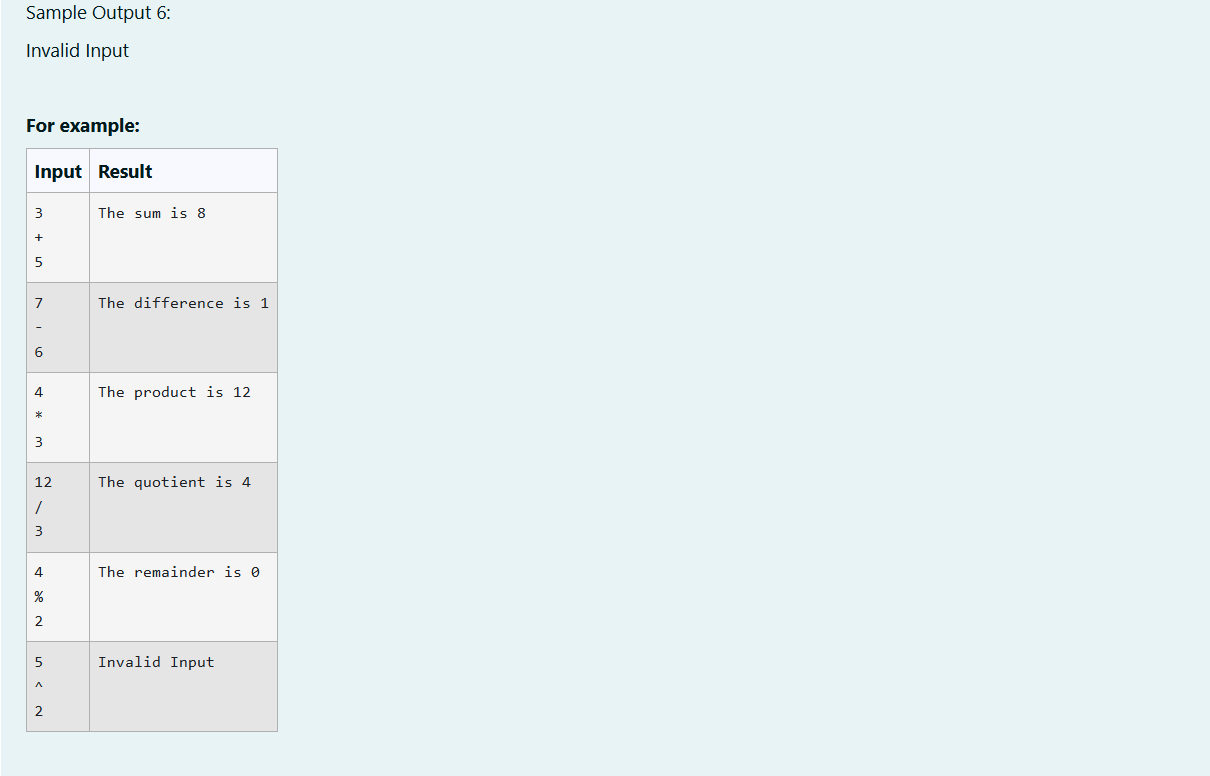 Sample Output 6:
Invalid Input
For example:
Input Result
3 The sum is 8
+
5
7 The difference is 1
-
6
4 The product is 12
*
3
12 The quotient is 4
/
3
4 The remainder is 0
%
2
5 Invalid Input
^
2